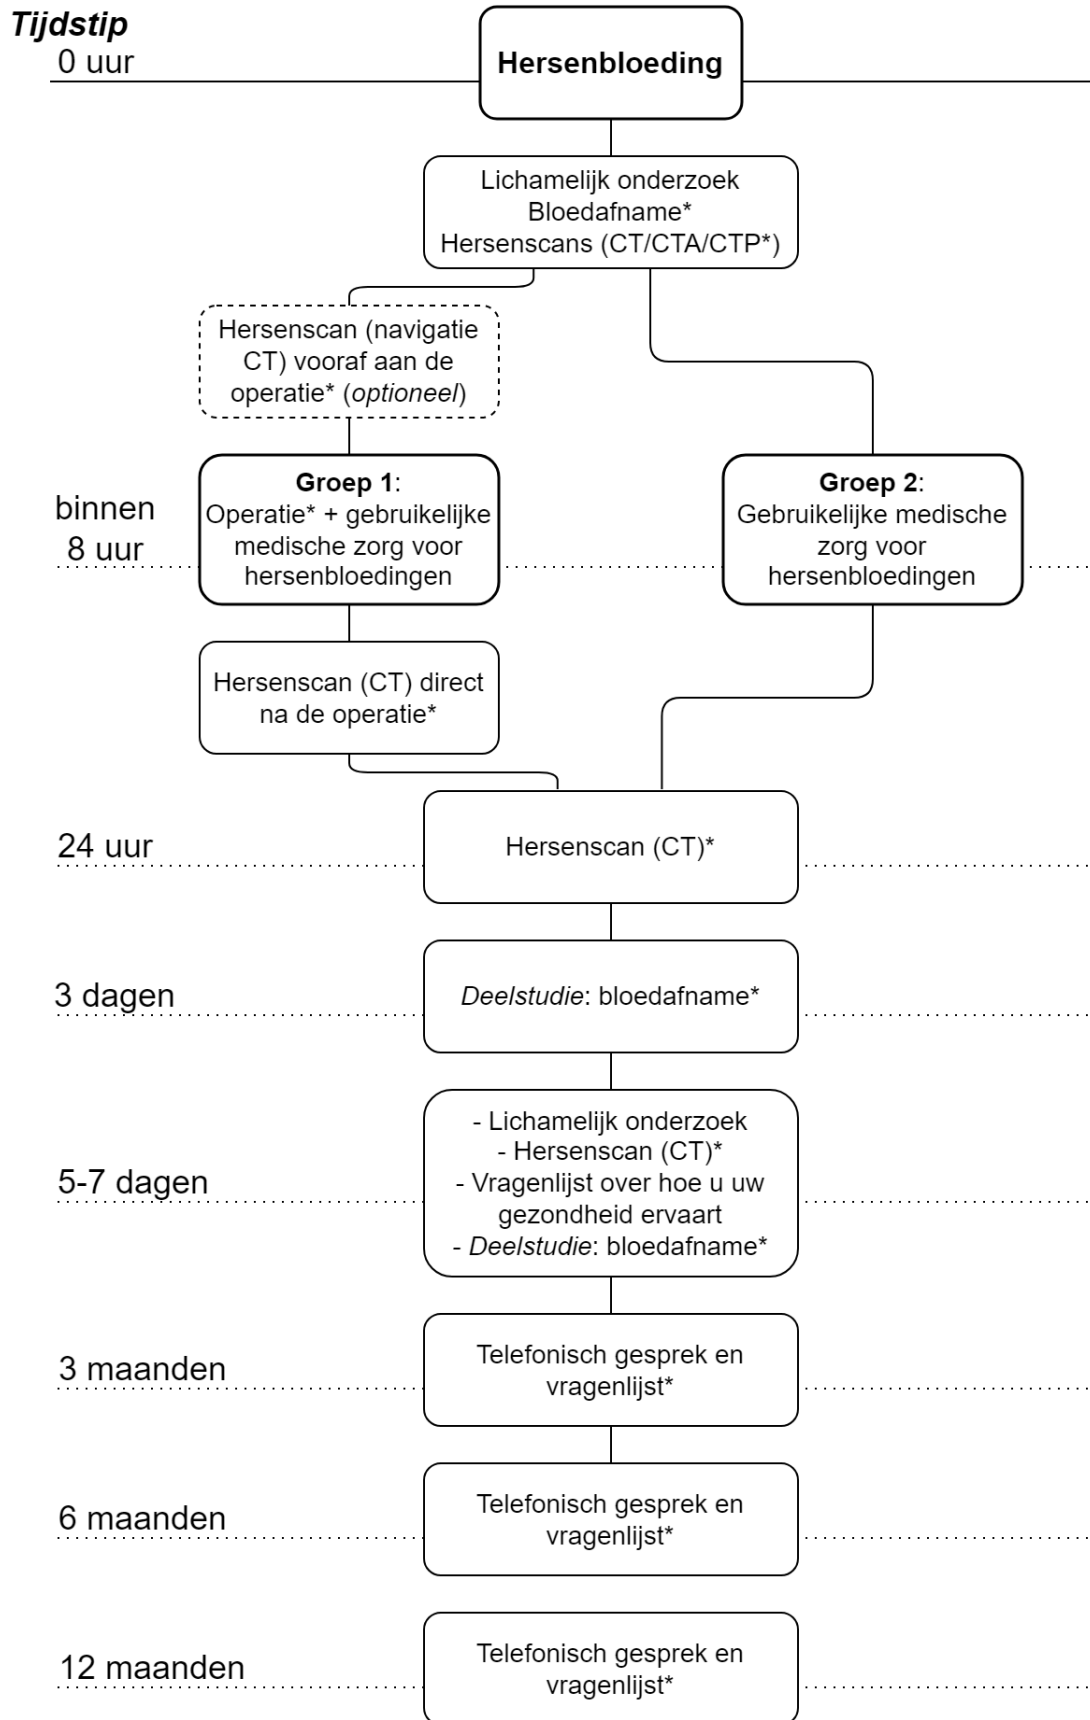 Tijdstip
0 uur
Hersenbloeding
Lichamelijk onderzoek
Bloedafname*
Hersenscans (CT/CTA/CTP*)
Hersenscan (navigatie
CT) vooraf aan de
operatie* (optioneel)
binnen
8 uur
Groep 1:
Operatie* + gebruikelijke
medische zorg voor
hersenbloedingen
Groep 2:
Gebruikelijke medische
zorg voor
hersenbloedingen
Hersenscan (CT) direct
na de operatie*
24 uur
Hersenscan (CT)*
3 dagen
Deelstudie: bloedafname*
5-7 dagen
- Lichamelijk onderzoek
- Hersenscan (CT)*
- Vragenlijst over hoe u uw
gezondheid ervaart
- Deelstudie: bloedafname*
3 maanden
Telefonisch gesprek en
vragenlijst*
6 maanden
Telefonisch gesprek en
vragenlijst*
12 maanden
Telefonisch gesprek en
vragenlijst*